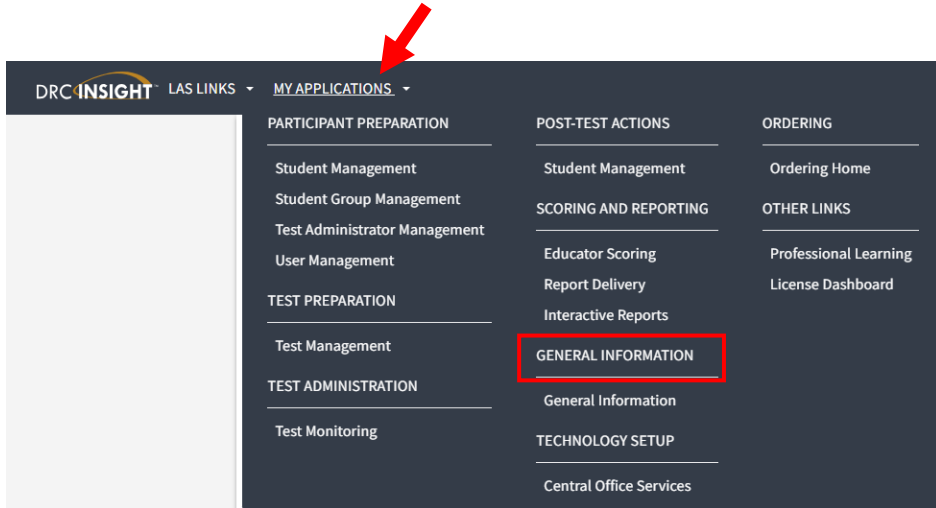 DRC INSIGHT™ LAS LINKS MY APPLICATIONS
PARTICIPANT PREPARATION
Student Management
Student Group Management
Test Administrator Management
User Management
TEST PREPARATION
Test Management
TEST ADMINISTRATION
Test Monitoring
POST-TEST ACTIONS
Student Management
SCORING AND REPORTING
Educator Scoring
Report Delivery
Interactive Reports
GENERAL INFORMATION
General Information
TECHNOLOGY SETUP
Central Office Services
ORDERING
Ordering Home
OTHER LINKS
Professional Learning
License Dashboard